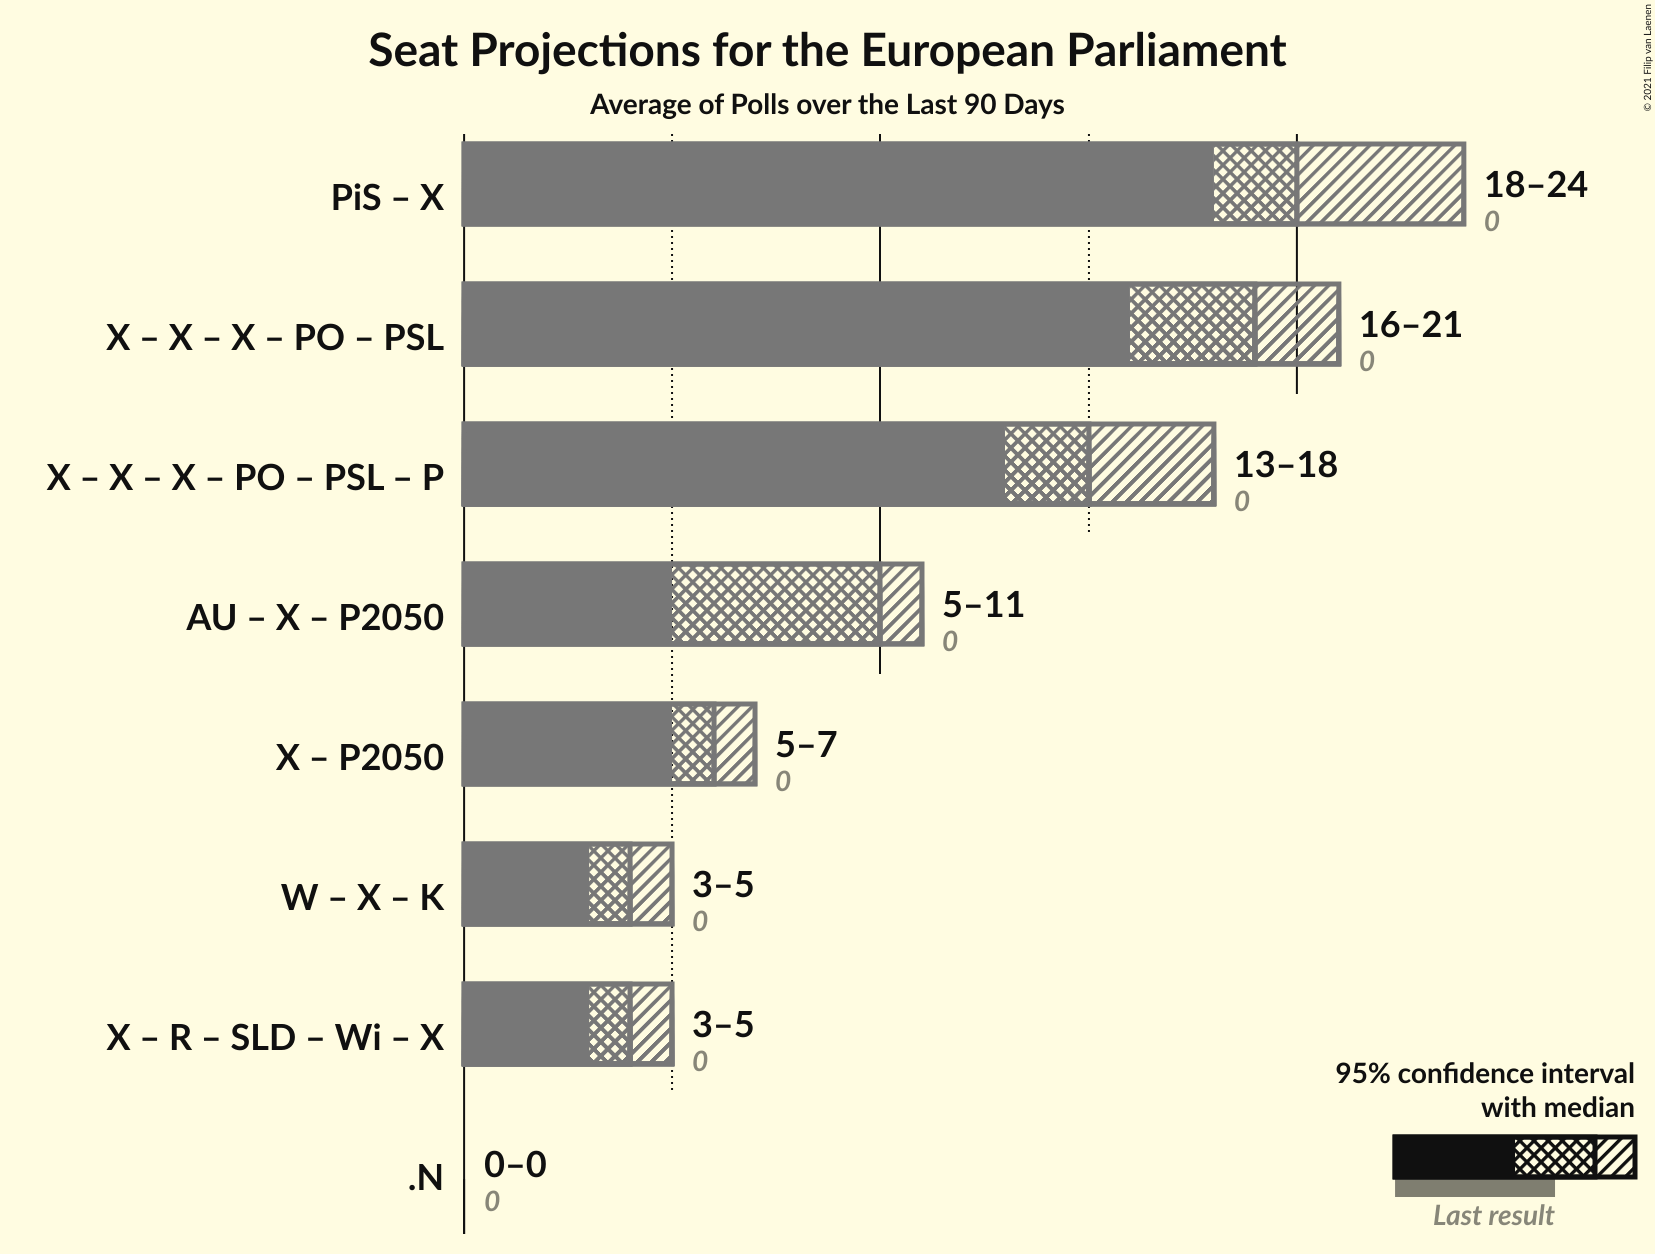 Seat Projections for the European Parliament
Average of Polls over the Last 90 Days
© 2021 Filip van Laenen
PiS – X
18–24
0
X – X – X – PO – PSL
16–21
0
X – X – X – PO – PSL – P
13–18
0
AU – X – P2050
5–11
0
X – P2050
5–7
0
W – X – K
3–5
0
X – R – SLD – Wi – X
3–5
0
.N
0–0
0
95% confidence interval
with median
Last result